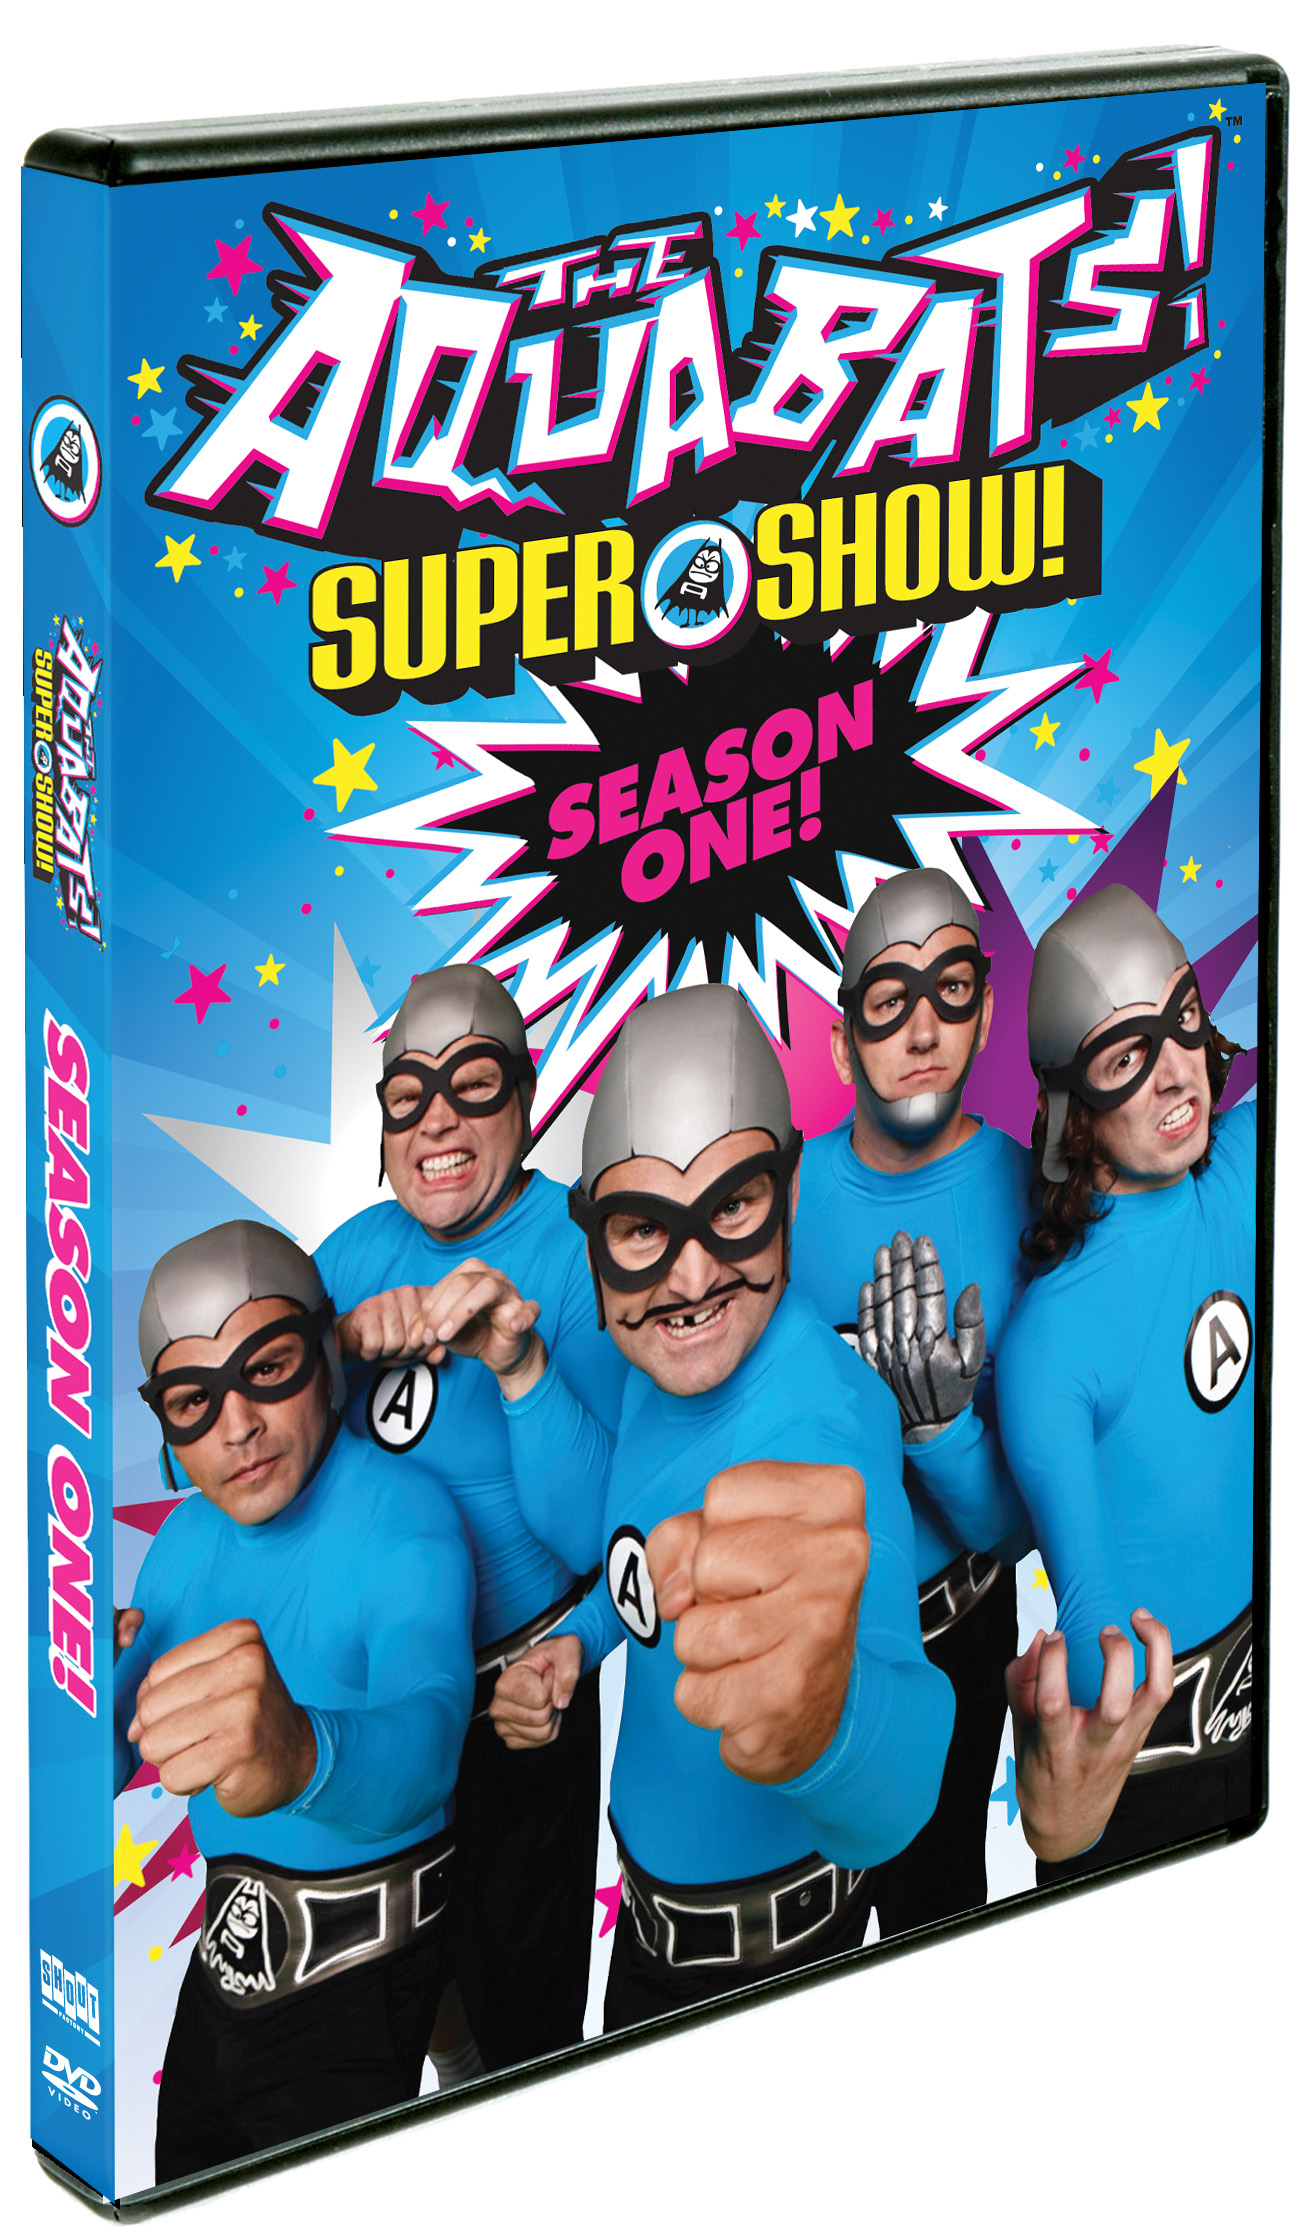 THE
AQUABATS!
TM
SUPER SHOW!
SEASON
ONE!
A
A
A
THE
AQUABATS!
SUPER SHOW!
SEASON ONE!
SHOUT
FACTORY
DVD
VIDEO